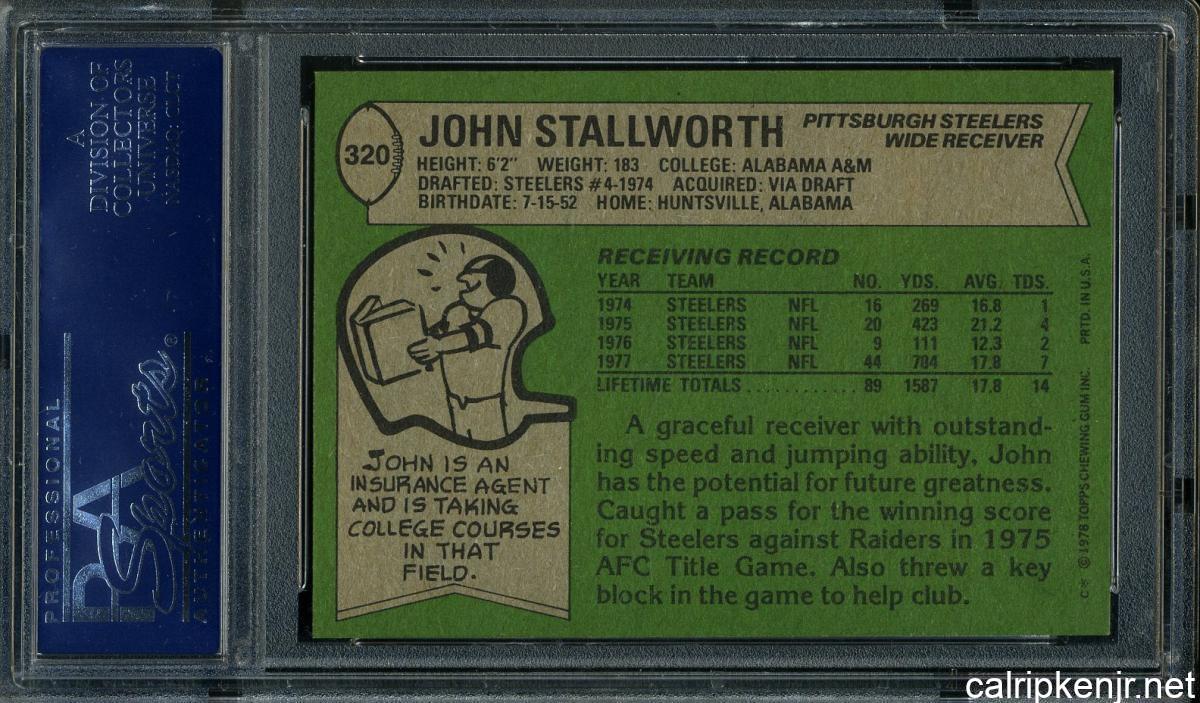 A
DIVISION OF
COLLECTORS
UNIVERSE
NASDAQ: CLCT
PROFESSIONAL
PSA
Sports®
AUTHENTICATOR
320
JOHN STALLWORTH
PITTSBURGH STEELERS
WIDE RECEIVER
HEIGHT: 6'2" WEIGHT: 183 COLLEGE: ALABAMA A&M
DRAFTED: STEELERS #4-1974 ACQUIRED: VIA DRAFT
BIRTHDATE: 7-15-52 HOME: HUNTSVILLE, ALABAMA
JOHN IS AN
INSURANCE AGENT
AND IS TAKING
COLLEGE COURSES
IN THAT
FIELD.
RECEIVING RECORD
YEAR TEAM NO. YDS. AVG. TDS.
1974 STEELERS NFL 16 269 16.8 1
1975 STEELERS NFL 20 423 21.2 4
1976 STEELERS NFL 9 111 12.3 2
1977 STEELERS NFL 44 784 17.8 7
LIFETIME TOTALS ............ 89 1587 17.8 14
A graceful receiver with outstand-
ing speed and jumping ability, John
has the potential for future greatness.
Caught a pass for the winning score
for Steelers against Raiders in 1975
AFC Title Game. Also threw a key
block in the game to help club.
C* © 1978 TOPPS CHEWING GUM INC. PRTD. IN U.S.A.
calripkenjr.net